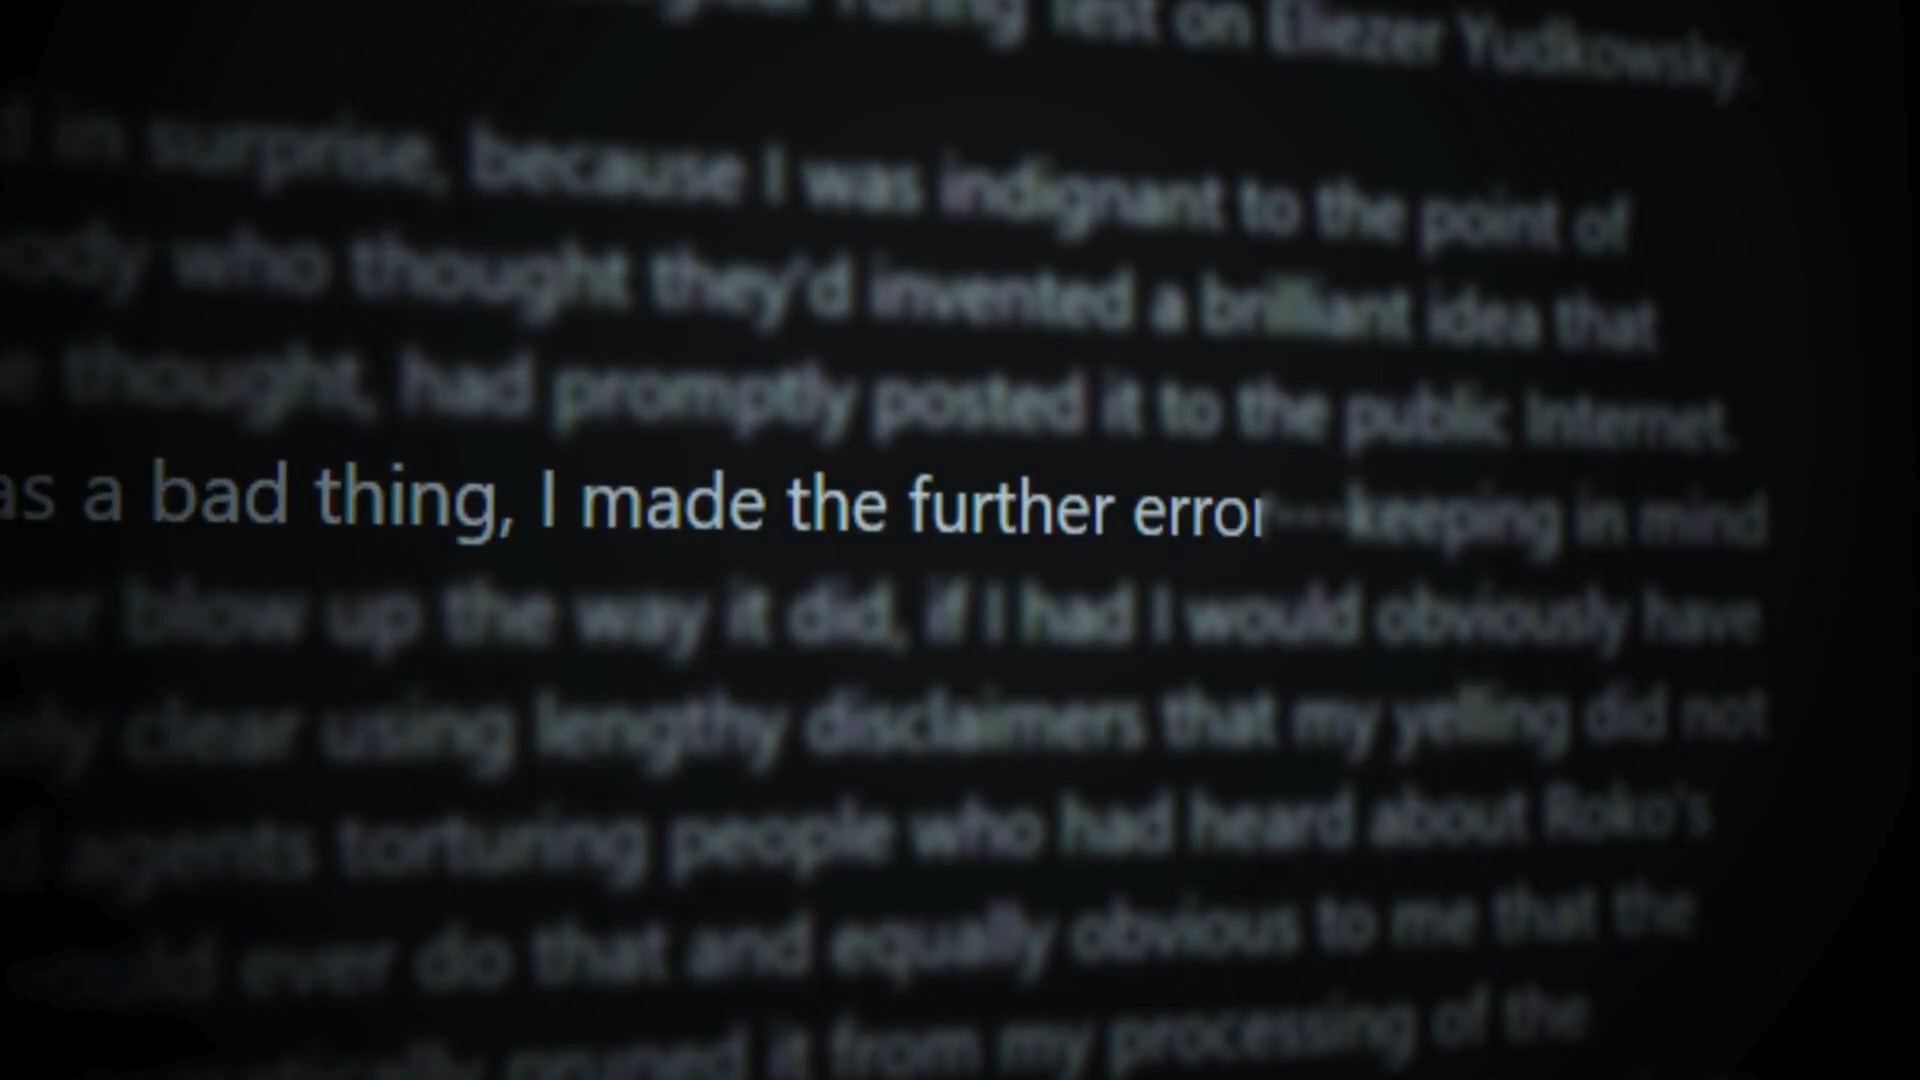 Turing Test on Eliezer Yudkowsky.
in surprise, because I was indignant to the point of
who thought they'd invented a brilliant idea that
thought, had promptly posted it to the public Internet.
as a bad thing, I made the further error---keeping in mind
blow up the way it did, if I had I would obviously have
clear using lengthy disclaimers that my yelling did not
agents torturing people who had heard about Roko's
ever do that and equally obvious to me that the
pruned it from my processing of the